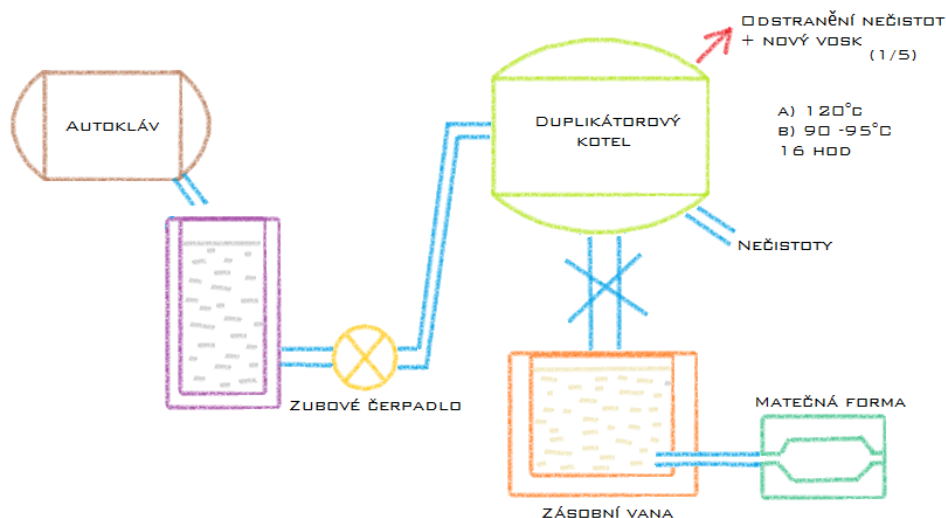 Odstranění nečistot
+ nový vosk
(1/5)
Autokláv
Duplikátorový
kotel
A) 120°C
B) 90 -95°C
16 hod
Nečistoty
Zubové čerpadlo
Matečná forma
Zásobní vana